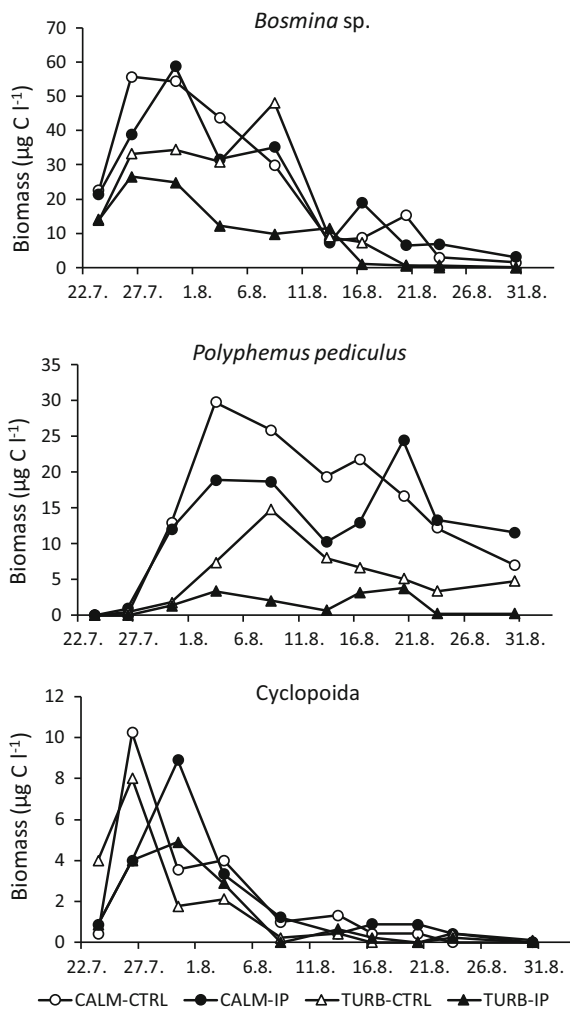 Bosmina sp.
Biomass (µg C l-1)
70
60
50
40
30
20
10
0
22.7. 27.7. 1.8. 6.8. 11.8. 16.8. 21.8. 26.8. 31.8.
Polyphemus pediculus
Biomass (µg C l-1)
35
30
25
20
15
10
5
0
22.7. 27.7. 1.8. 6.8. 11.8. 16.8. 21.8. 26.8. 31.8.
Cyclopoida
Biomass (µg C l-1)
12
10
8
6
4
2
0
22.7. 27.7. 1.8. 6.8. 11.8. 16.8. 21.8. 26.8. 31.8.
CALM-CTRL CALM-IP TURB-CTRL TURB-IP